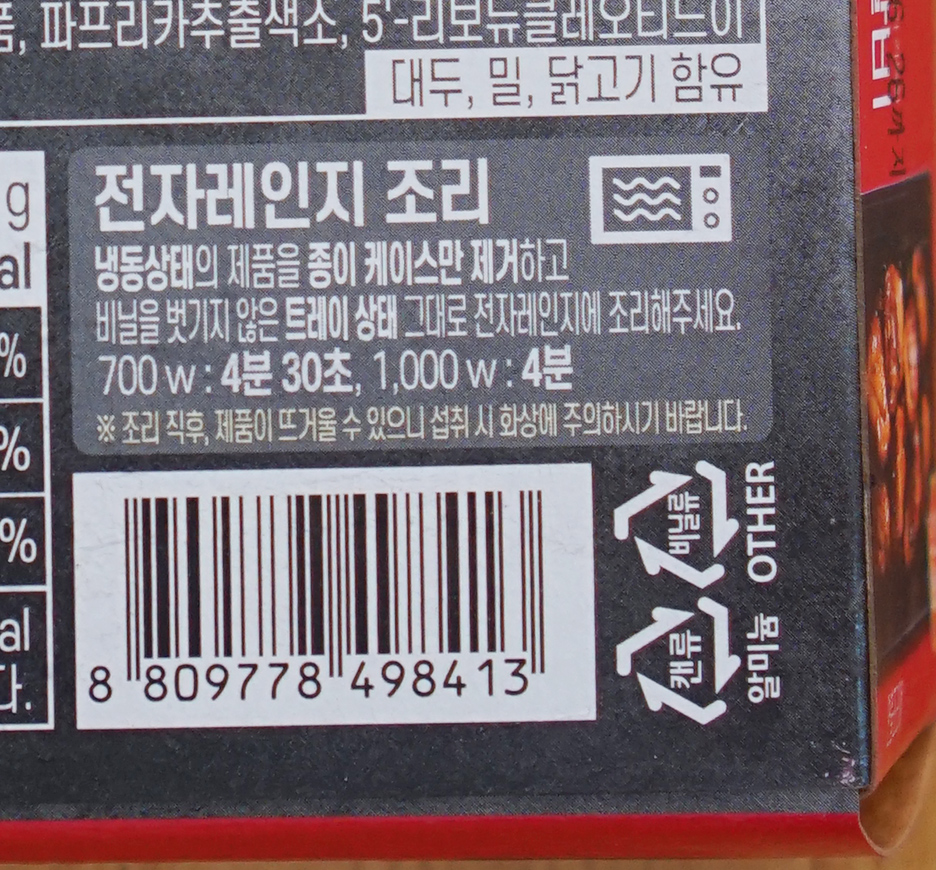 파프리카추출색소, 5'-리보뉴클레오티드이
대두, 밀, 닭고기 함유
g
al
%
%
%
al
다.
전자레인지 조리
냉동상태의 제품을 종이 케이스만 제거하고
비닐을 벗기지 않은 트레이 상태 그대로 전자레인지에 조리해주세요.
700 w : 4분 30초, 1,000 w : 4분
※ 조리 직후, 제품이 뜨거울 수 있으니 섭취 시 화상에 주의하시기 바랍니다.
8 809778 498413
비닐류
OTHER
캔류
알미늄